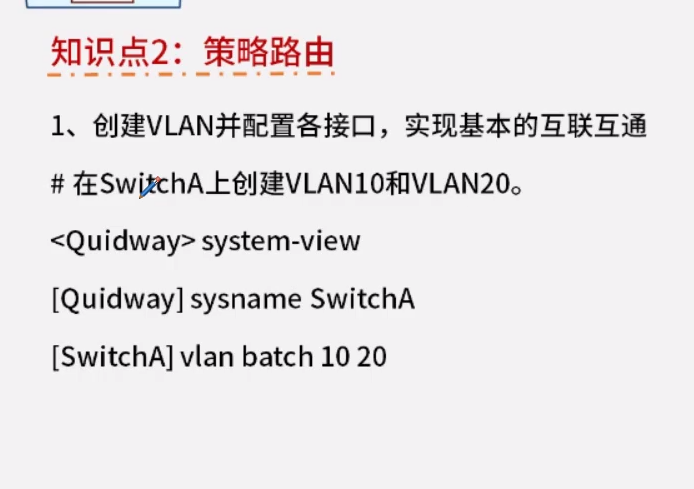 知识点2：策略路由
1、创建VLAN并配置各接口，实现基本的互联互通
# 在SwitchA上创建VLAN10和VLAN20。
<Quidway> system-view
[Quidway] sysname SwitchA
[SwitchA] vlan batch 10 20